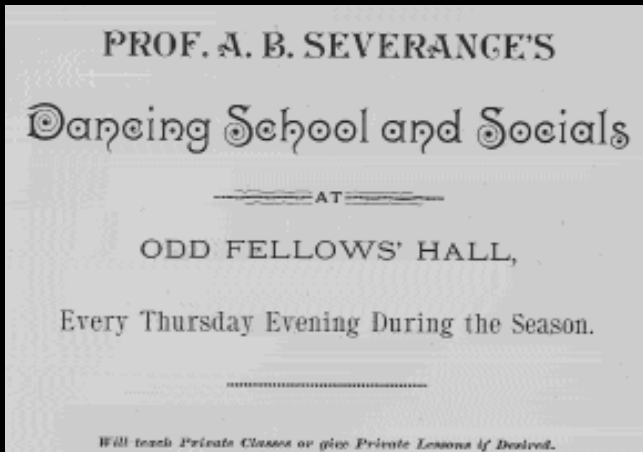 PROF. A. B. SEVERANCE'S
Dancing School and Socials
AT
ODD FELLOWS' HALL,
Every Thursday Evening During the Season.
Will teach Private Classes or give Private Lessons if Desired.